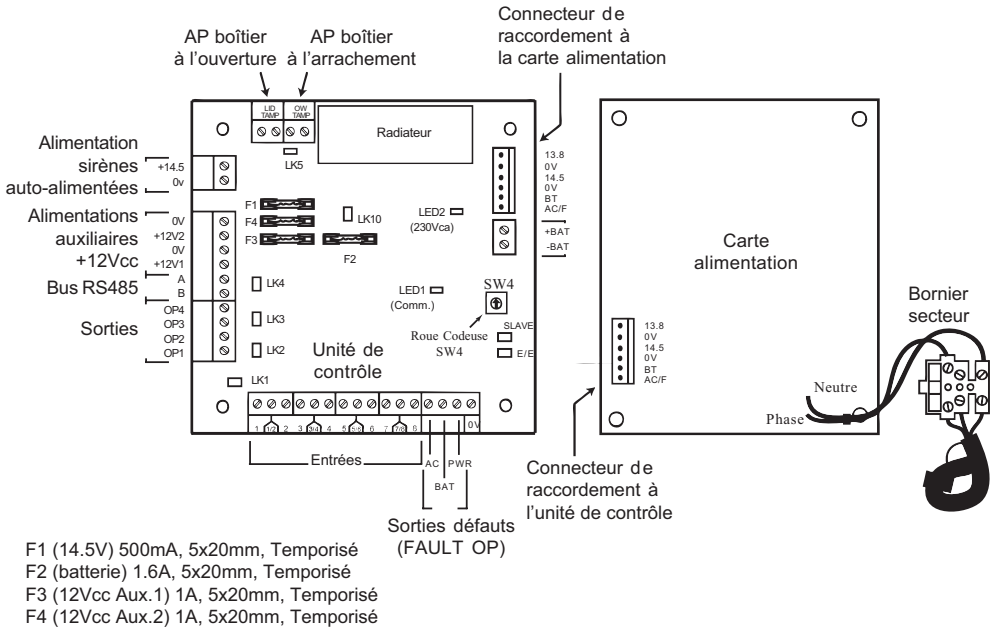 Connecteur de
raccordement à
la carte alimentation
AP boîtier
à l'ouverture
AP boîtier
à l'arrachement
LID
TAMP
OW
TAMP
Radiateur
LK5
Alimentation
sirènes
auto-alimentées
+14.5
0v
Alimentations
auxiliaires
+12Vcc
0V
+12V2
0V
+12V1
Bus RS485
A
B
Sorties
OP4
OP3
OP2
OP1
F1
F4
F3
F2
LK10
LED2
(230Vca)
13.8
0V
14.5
0V
BT
AC/F
+BAT
-BAT
LK4
LK3
LK2
LK1
LED1
(Comm.)
SW4
Roue Codeuse
SW4
SLAVE
E/E
Unité de
contrôle
1 1/2 2 3 3/4 4 5 5/6 6 7 7/8 8
0V
Entrées
AC
BAT
PWR
Sorties défauts
(FAULT OP)
Carte
alimentation
13.8
0V
14.5
0V
BT
AC/F
Neutre
Phase
Bornier
secteur
Connecteur de
raccordement à
l'unité de contrôle
F1 (14.5V) 500mA, 5x20mm, Temporisé
F2 (batterie) 1.6A, 5x20mm, Temporisé
F3 (12Vcc Aux.1) 1A, 5x20mm, Temporisé
F4 (12Vcc Aux.2) 1A, 5x20mm, Temporisé